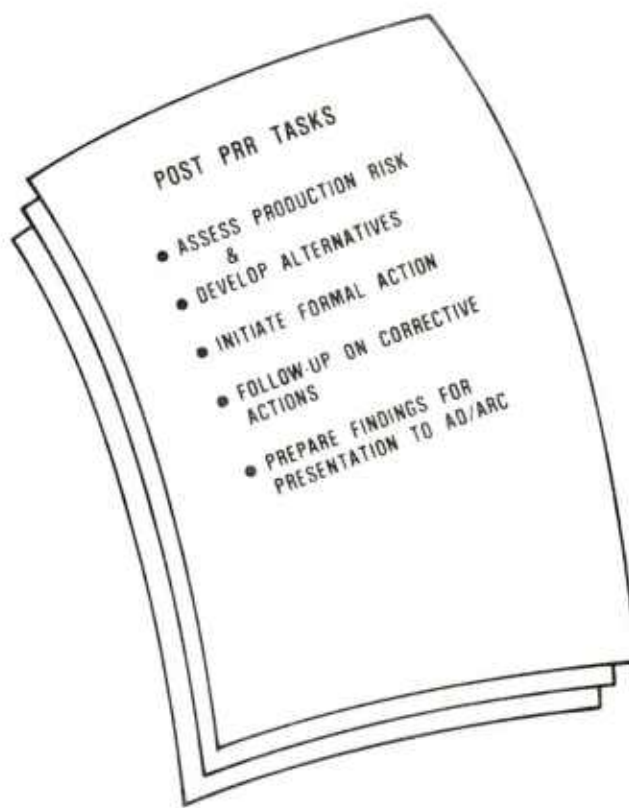 POST PRR TASKS
● ASSESS PRODUCTION RISK
&
● DEVELOP ALTERNATIVES
● INITIATE FORMAL ACTION
● FOLLOW-UP ON CORRECTIVE
ACTIONS
● PREPARE FINDINGS FOR
PRESENTATION TO AD/ARC